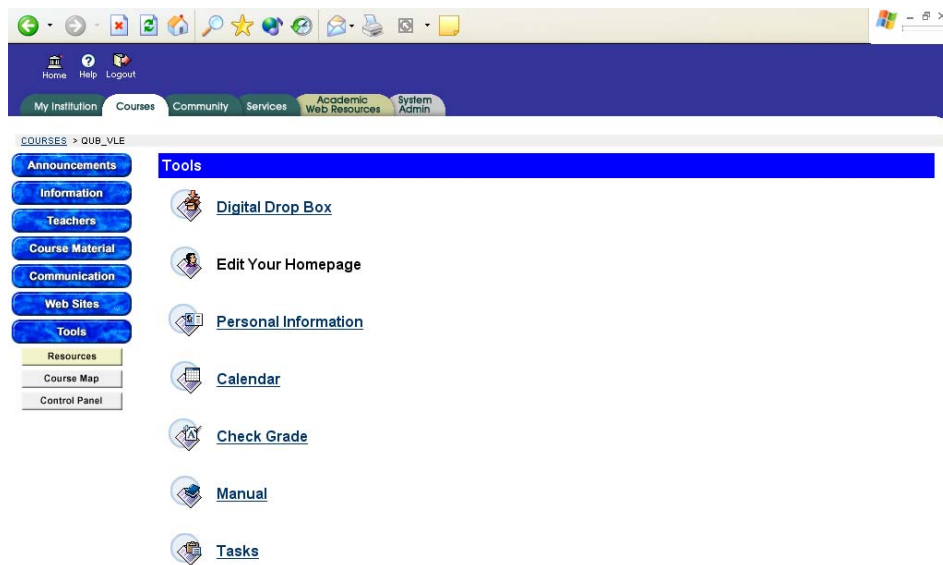 Home Help Logout
My Institution Courses Community Services Academic Web Resources System Admin
COURSES > QUB_VLE
Announcements
Information
Teachers
Course Material
Communication
Web Sites
Tools
Resources
Course Map
Control Panel
Tools
Digital Drop Box
Edit Your Homepage
Personal Information
Calendar
Check Grade
Manual
Tasks